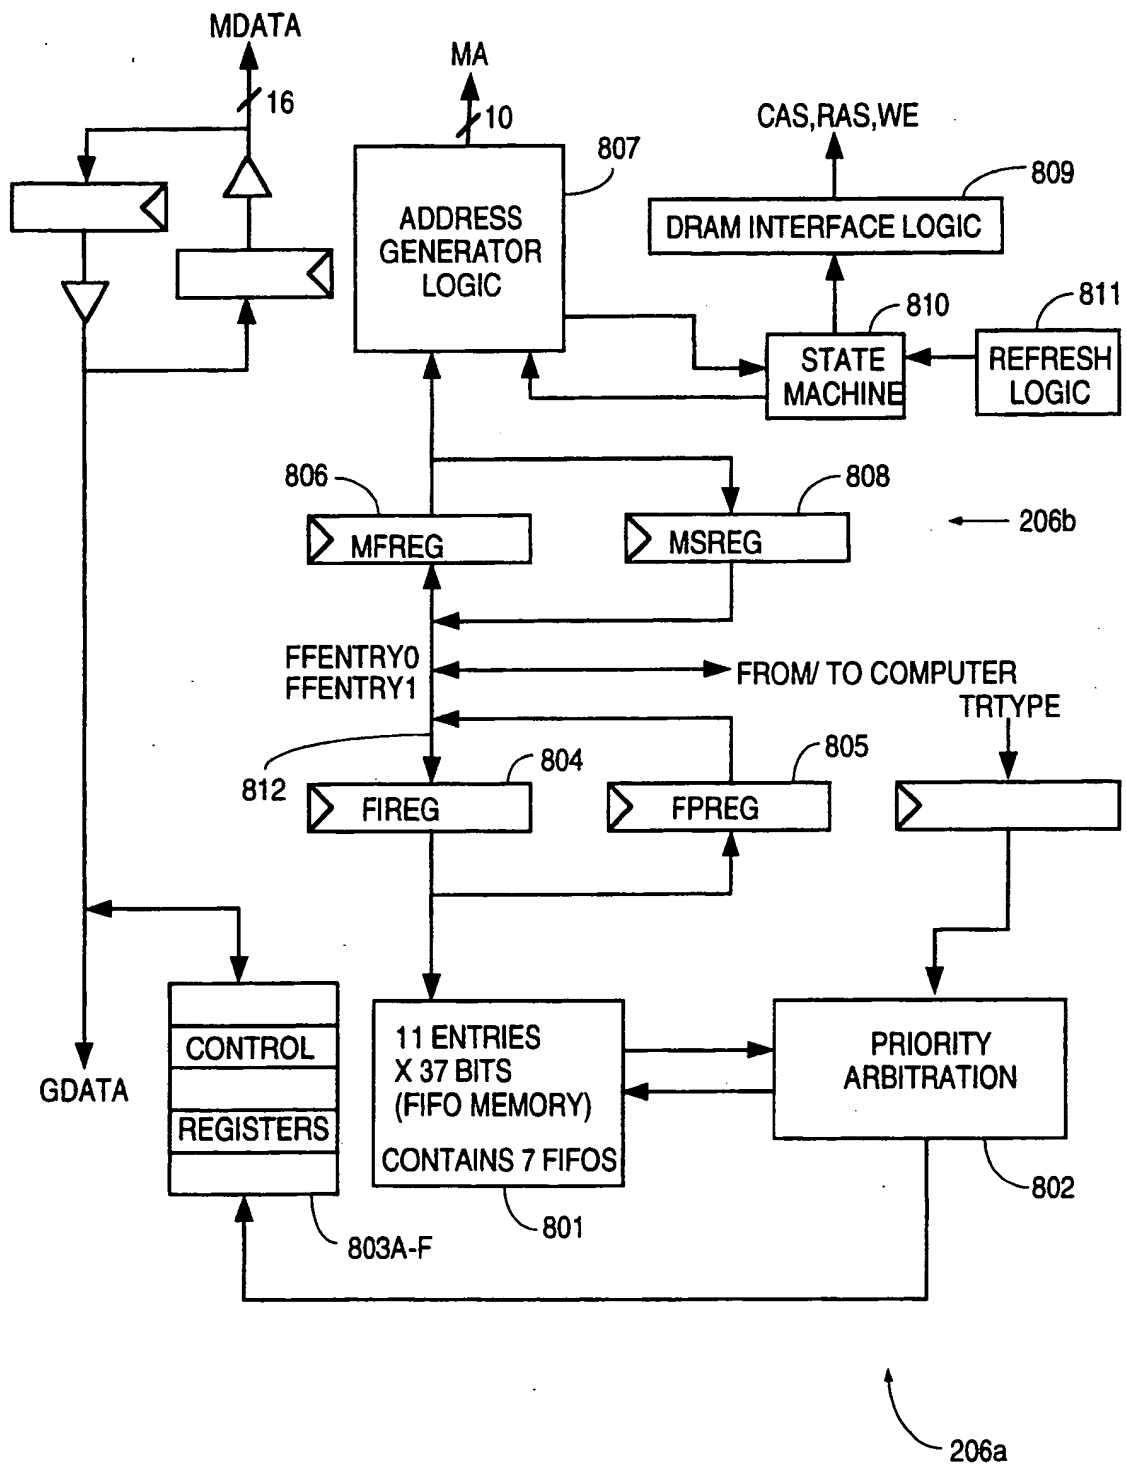 MDATA
16
MA
10
CAS,RAS,WE
807
809
ADDRESS
GENERATOR
LOGIC
DRAM INTERFACE LOGIC
810
811
STATE
MACHINE
REFRESH
LOGIC
806
808
MFREG
MSREG
206b
FFENTRY0
FFENTRY1
FROM/ TO COMPUTER
TRTYPE
812
804
805
FIREG
FPREG
GDATA
CONTROL
REGISTERS
803A-F
11 ENTRIES
X 37 BITS
(FIFO MEMORY)
CONTAINS 7 FIFOS
801
PRIORITY
ARBITRATION
802
206a